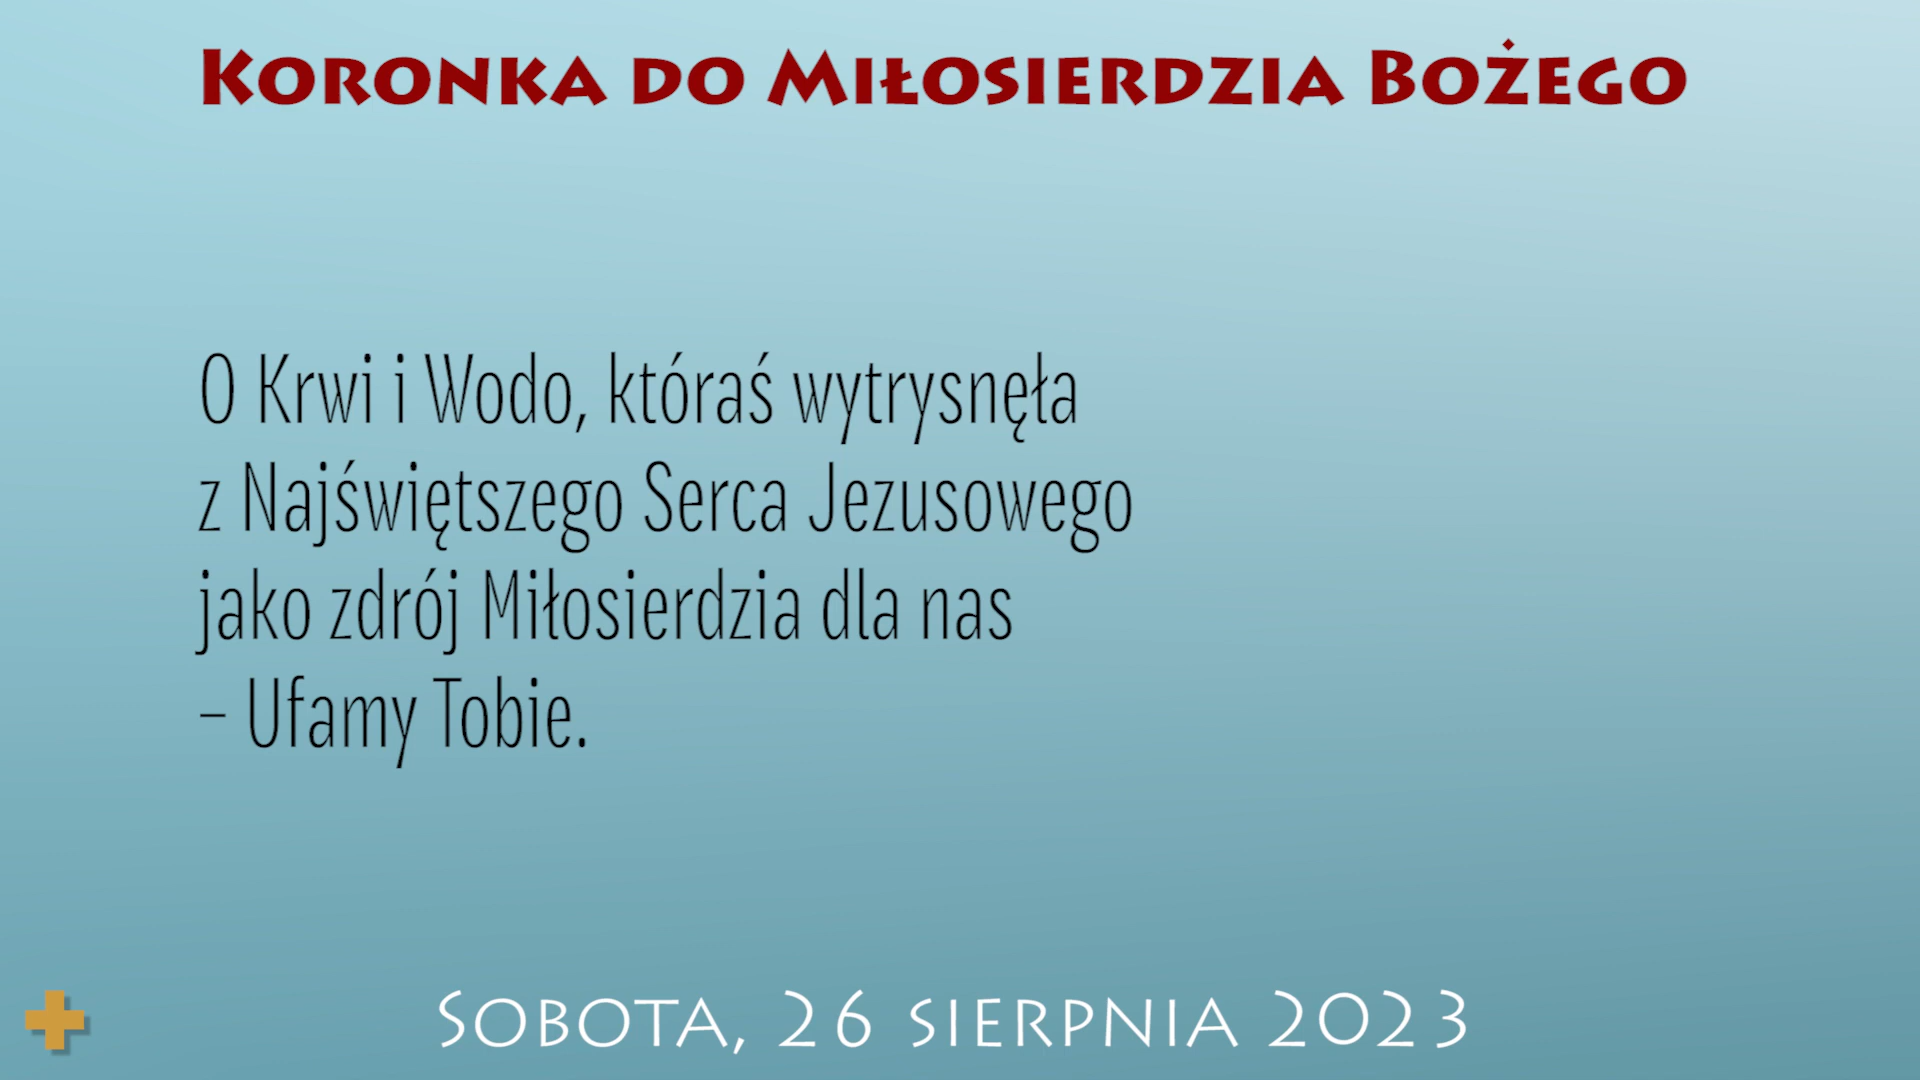 Koronka do Miłosierdzia Bożego
O Krwi i Wodo, któraś wytrysnęła
z Najświętszego Serca Jezusowego
jako zdrój Miłosierdzia dla nas
– Ufamy Tobie.
Sobota, 26 sierpnia 2023